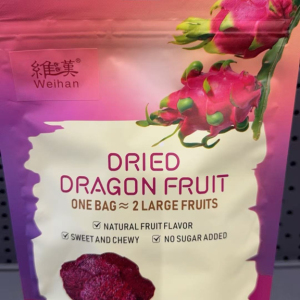 維漢®
Weihan
DRIED
DRAGON FRUIT
ONE BAG ≈ 2 LARGE FRUITS
NATURAL FRUIT FLAVOR
SWEET AND CHEWY
NO SUGAR ADDED